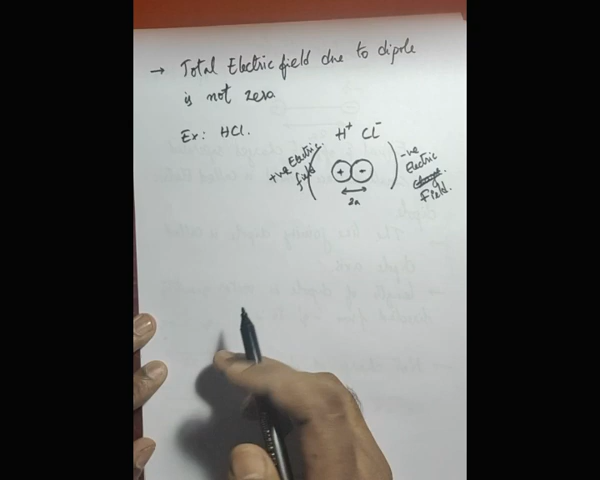 → Total Electric field due to dipole
is not zero.
Ex: HCl.
H⁺ Cl⁻
+ve Electric
field
+ -
2a
-ve
Electric
Field.